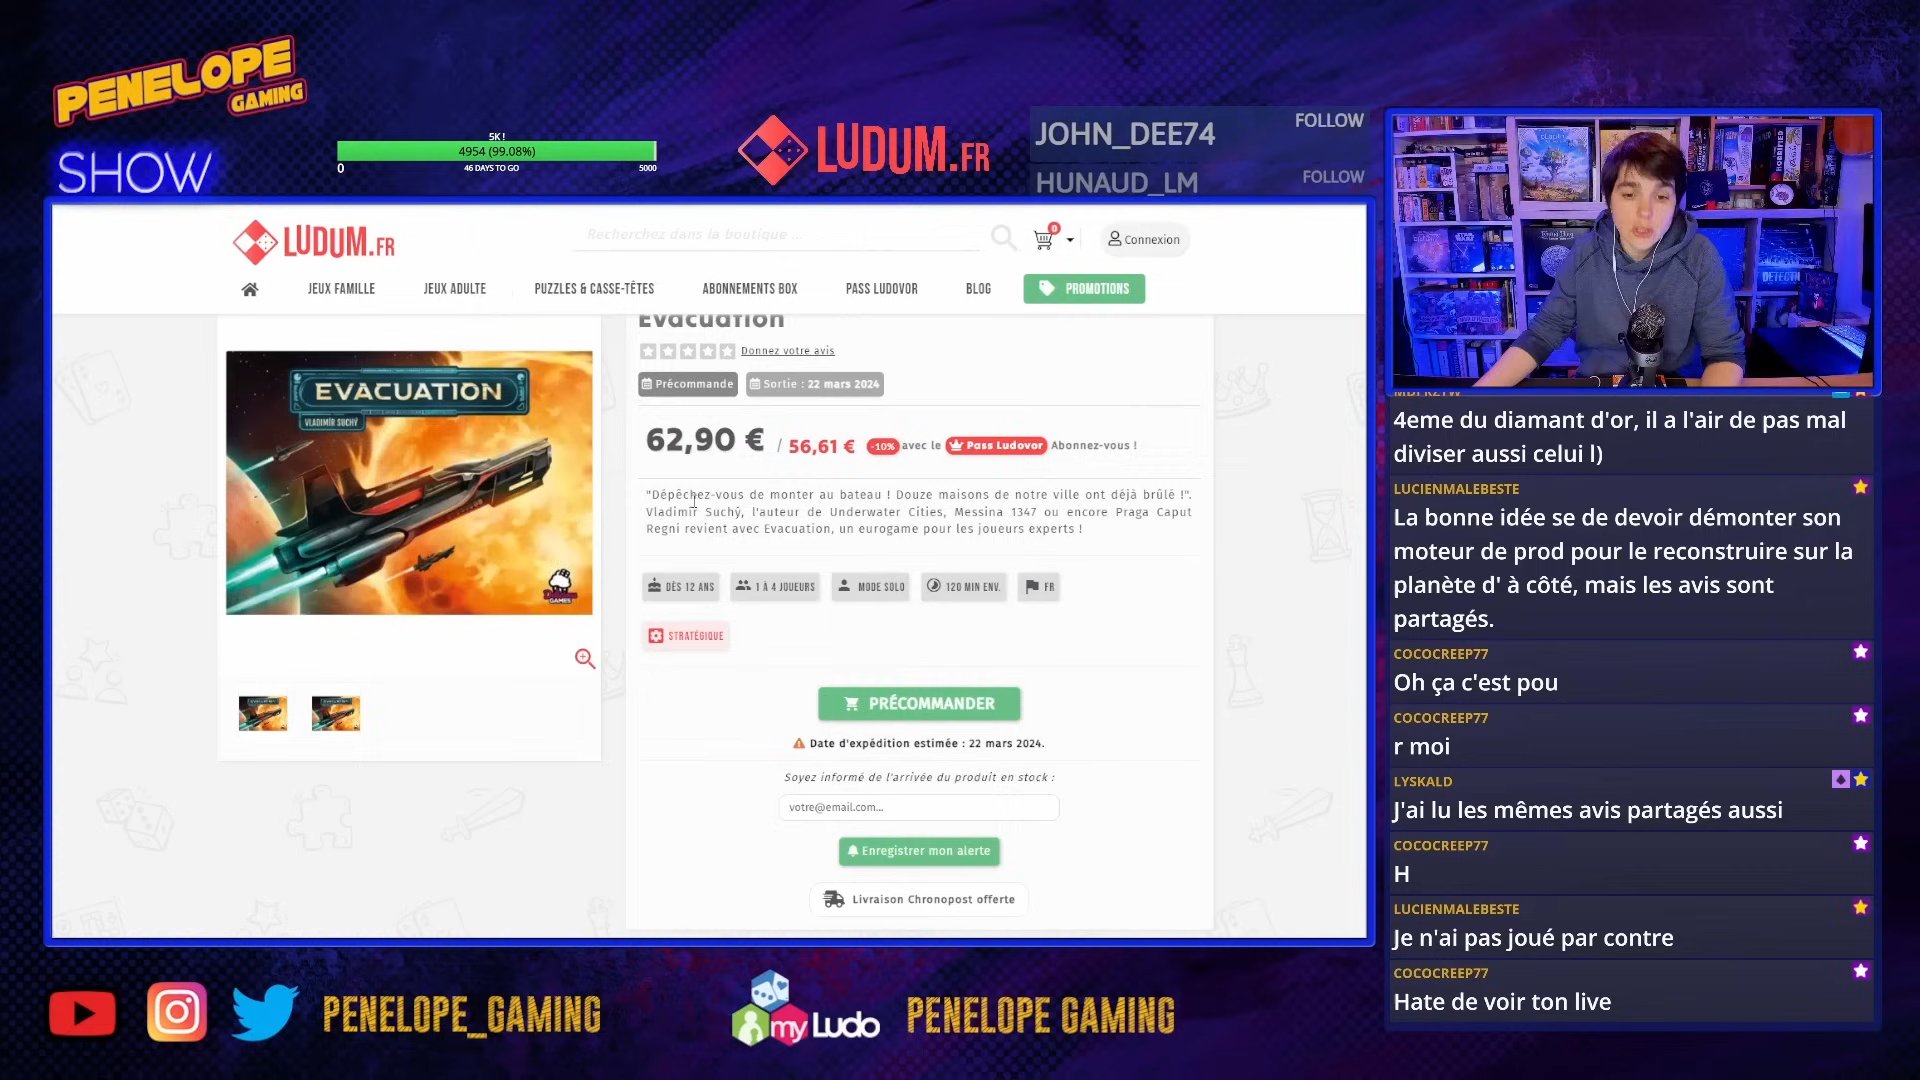 PENELOPE
GAMING
SHOW
5K !
4954 (99.08%)
0
46 DAYS TO GO
5000
LUDUM.FR
JOHN_DEE74
FOLLOW
HUNAUD_LM
FOLLOW
LUDUM.FR
Recherchez dans la boutique ...
0
Connexion
JEUX FAMILLE
JEUX ADULTE
PUZZLES & CASSE-TÊTES
ABONNEMENTS BOX
PASS LUDOVOR
BLOG
PROMOTIONS
Evacuation
Donnez votre avis
Précommande
Sortie : 22 mars 2024
62,90 € / 56,61 € -10% avec le Pass Ludovor Abonnez-vous !
"Dépêchez-vous de monter au bateau ! Douze maisons de notre ville ont déjà brûlé !".
Vladimír Suchý, l'auteur de Underwater Cities, Messina 1347 ou encore Praga Caput
Regni revient avec Evacuation, un eurogame pour les joueurs experts !
DÈS 12 ANS
1 À 4 JOUEURS
MODE SOLO
120 MIN ENV.
FR
STRATÉGIQUE
PRÉCOMMANDER
Date d'expédition estimée : 22 mars 2024.
Soyez informé de l'arrivée du produit en stock :
votre@email.com...
Enregistrer mon alerte
Livraison Chronopost offerte
EVACUATION
VLADIMÍR SUCHÝ
GAMES
4eme du diamant d'or, il a l'air de pas mal
diviser aussi celui l)
LUCIENMALEBESTE
La bonne idée se de devoir démonter son
moteur de prod pour le reconstruire sur la
planète d' à côté, mais les avis sont
partagés.
COCOCREEP77
Oh ça c'est pou
COCOCREEP77
r moi
LYSKALD
J'ai lu les mêmes avis partagés aussi
COCOCREEP77
H
LUCIENMALEBESTE
Je n'ai pas joué par contre
COCOCREEP77
Hate de voir ton live
PENELOPE_GAMING
myLudo
PENELOPE GAMING